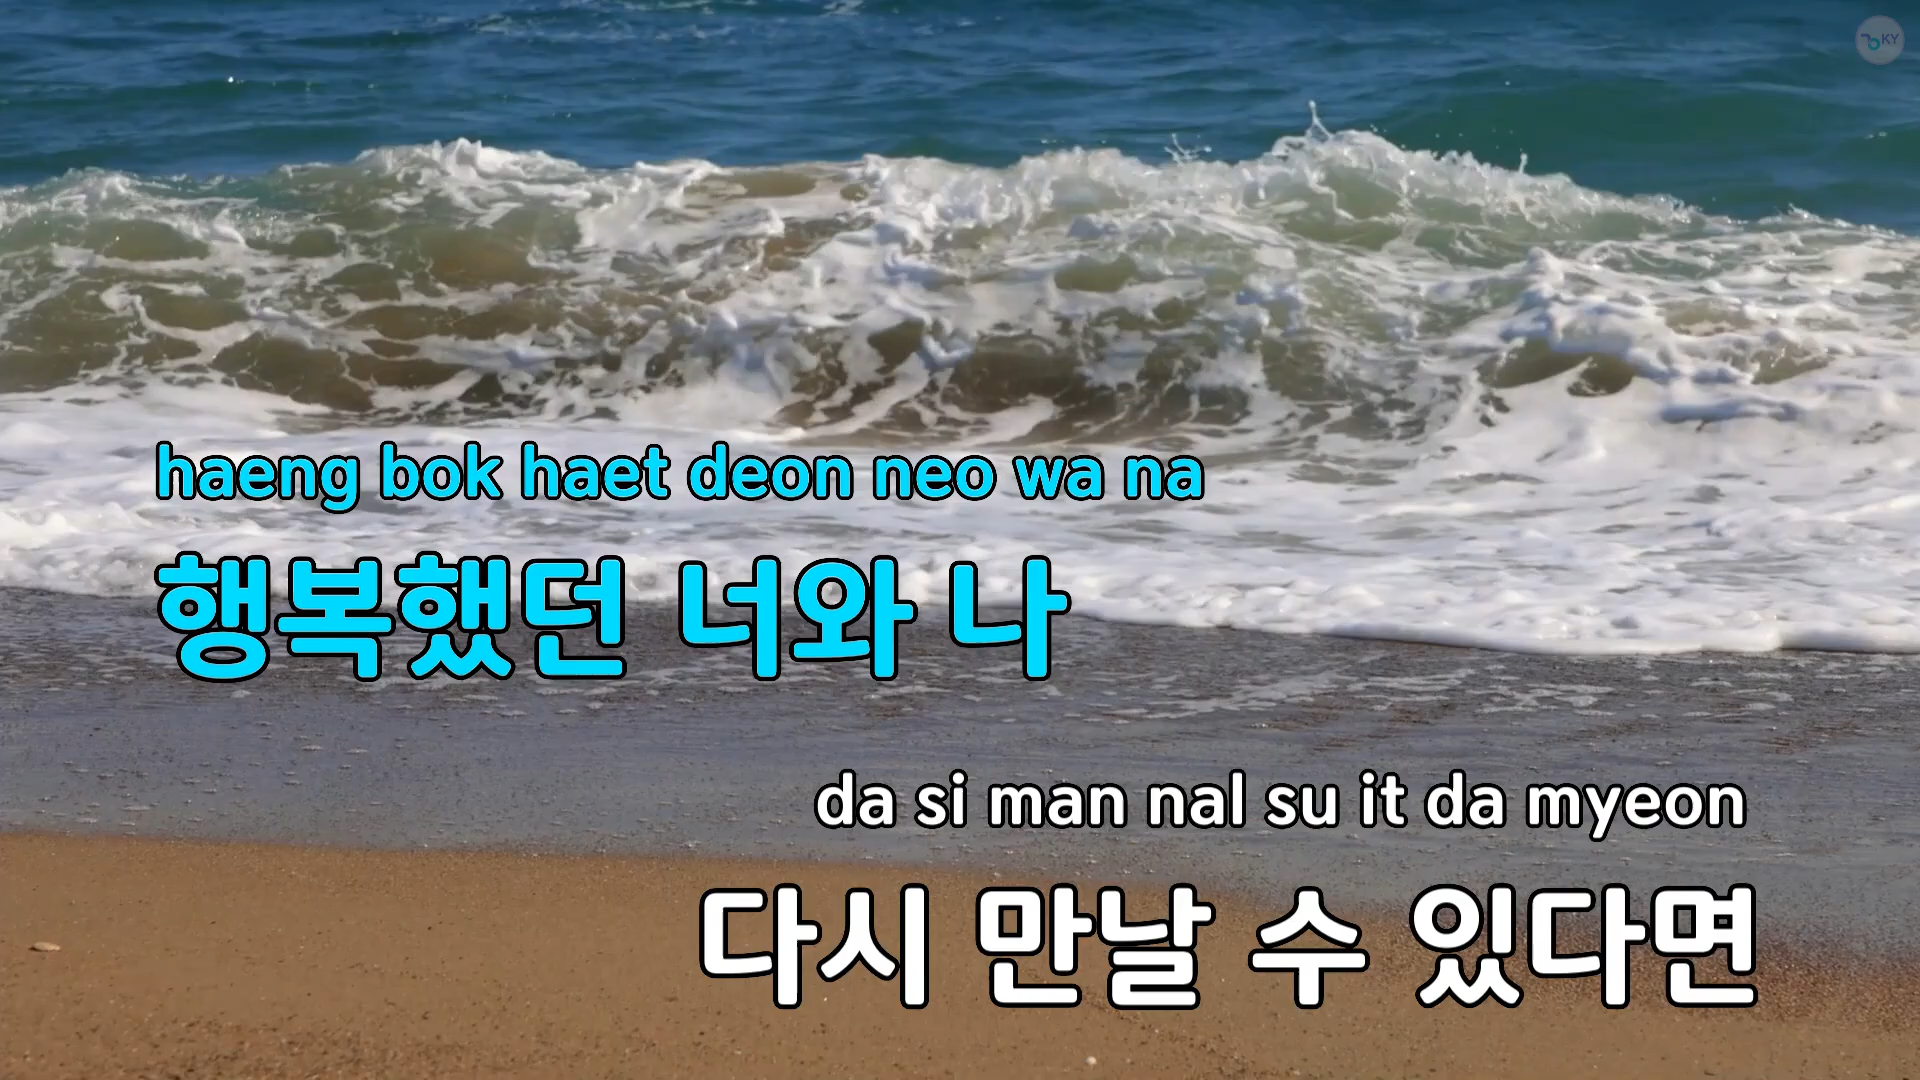 KY
haeng bok haet deon neo wa na
행복했던 너와 나
da si man nal su it da myeon
다시 만날 수 있다면